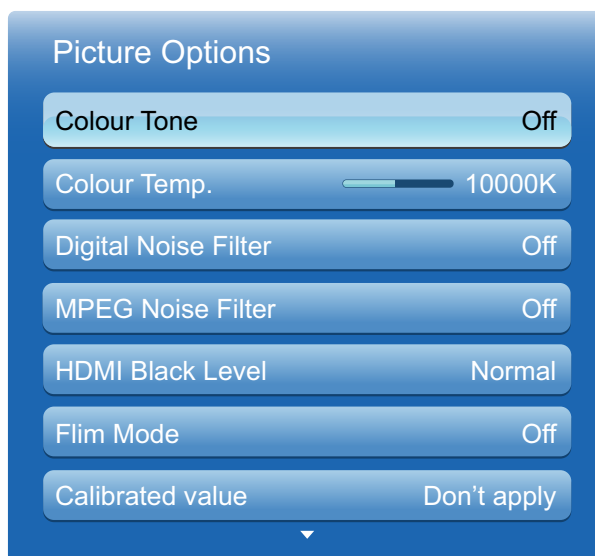 Picture Options
Colour Tone Off
Colour Temp. 10000K
Digital Noise Filter Off
MPEG Noise Filter Off
HDMI Black Level Normal
Flim Mode Off
Calibrated value Don't apply